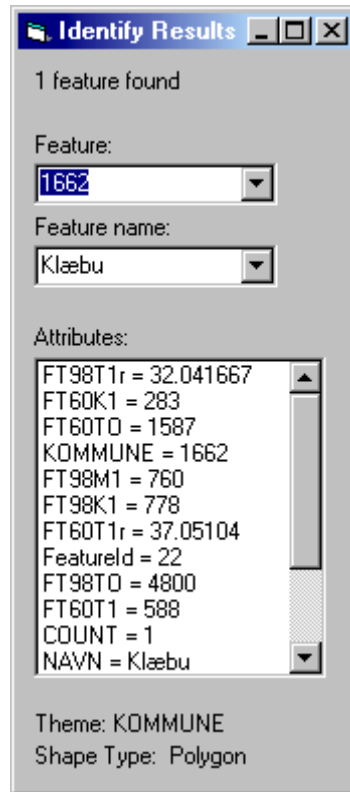 Identify Results
1 feature found
Feature:
1662
Feature name:
Klæbu
Attributes:
FT98T1r = 32.041667
FT60K1 = 283
FT60TO = 1587
KOMMUNE = 1662
FT98M1 = 760
FT98K1 = 778
FT60T1r = 37.05104
FeatureId = 22
FT98TO = 4800
FT60T1 = 588
COUNT = 1
NAVN = Klæbu
Theme: KOMMUNE
Shape Type:  Polygon